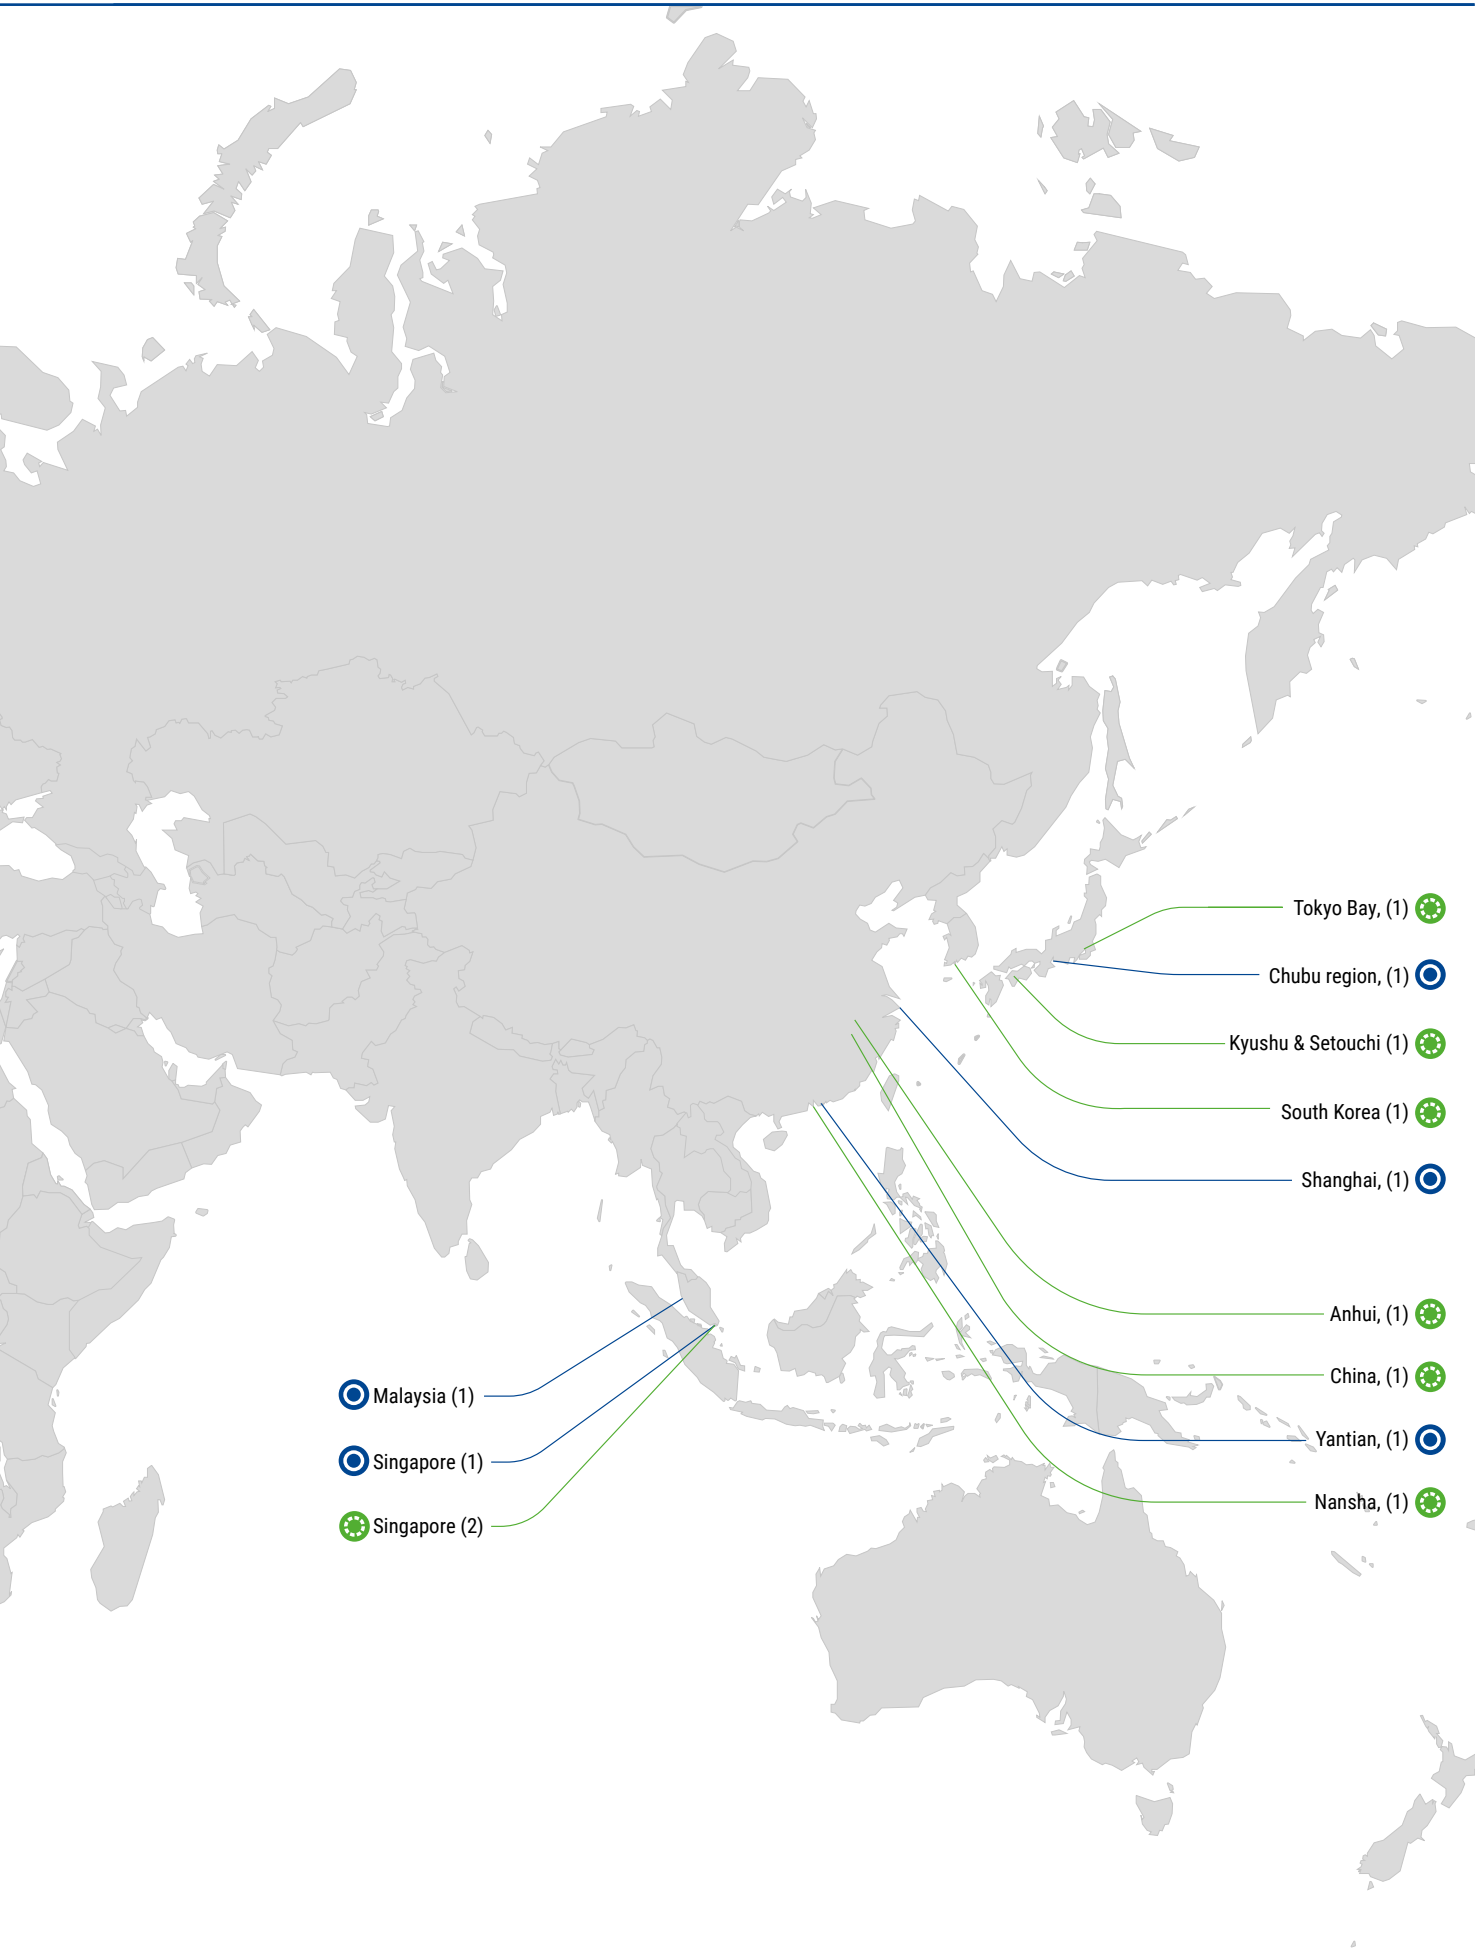 Tokyo Bay, (1)
Chubu region, (1)
Kyushu & Setouchi (1)
South Korea (1)
Shanghai, (1)
Anhui, (1)
China, (1)
Yantian, (1)
Nansha, (1)
Malaysia (1)
Singapore (1)
Singapore (2)